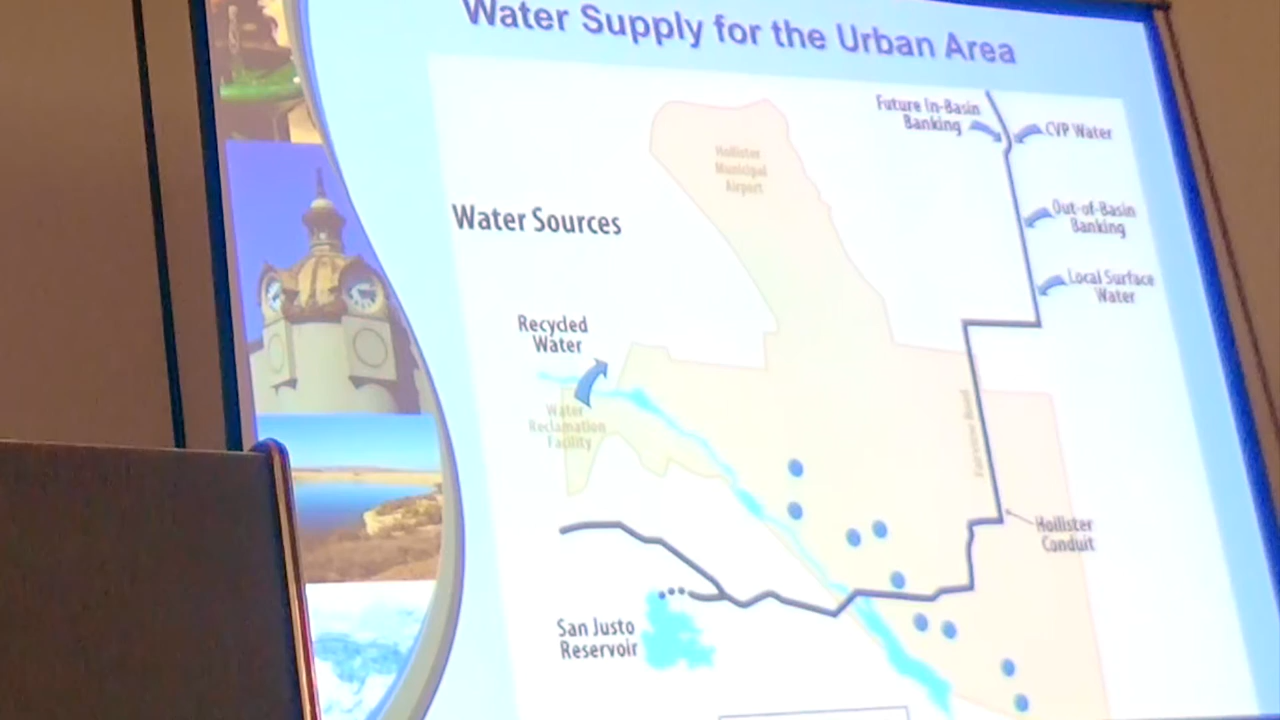 Water Supply for the Urban Area
Future In-Basin
Banking
CVP Water
Hollister
Municipal
Airport
Water Sources
Out-of-Basin
Banking
Local Surface
Water
Recycled
Water
Water
Reclamation
Facility
Fairview Road
Hollister
Conduit
San Justo
Reservoir